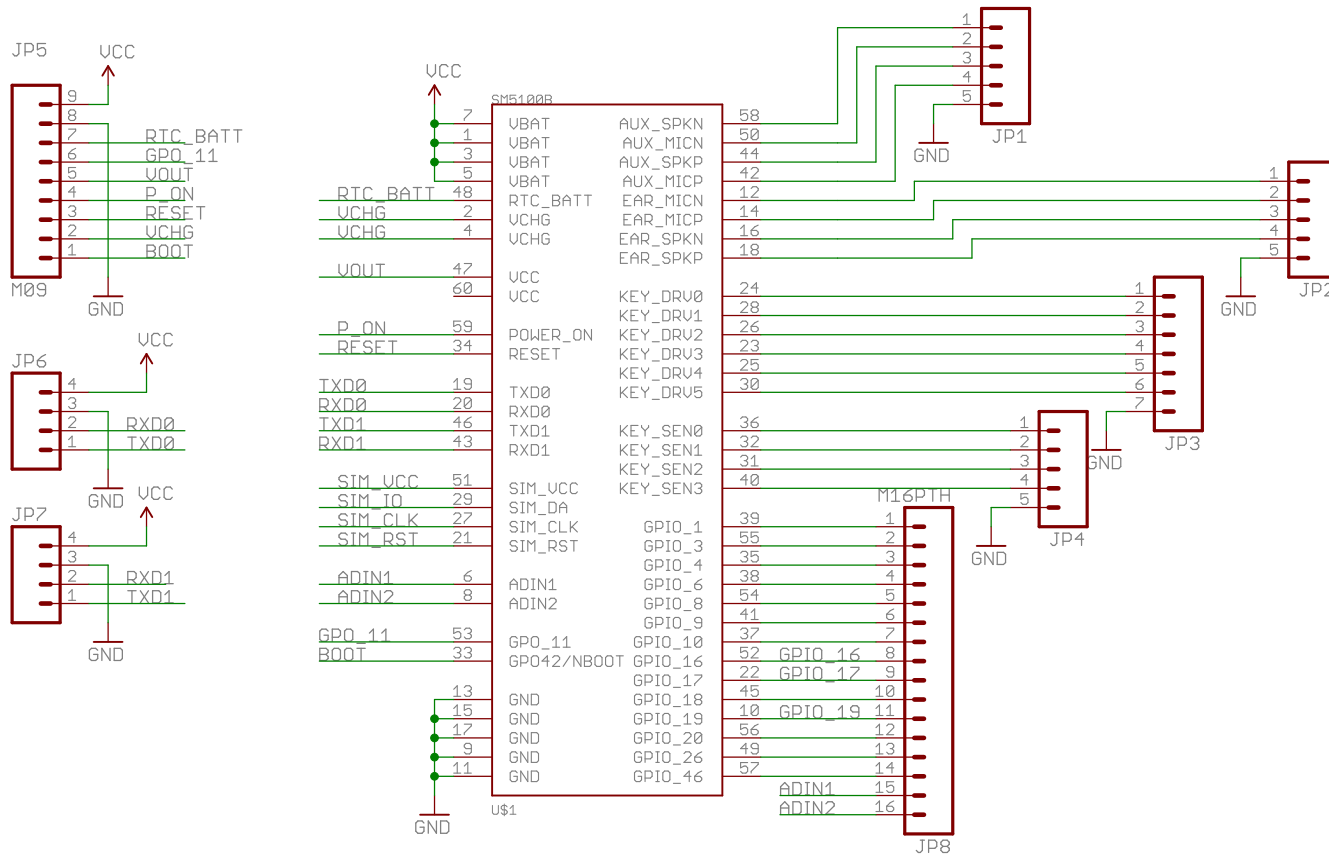 JP5
VCC
9
8
7 RTC_BATT
6 GPO_11
5 VOUT
4 P_ON
3 RESET
2 VCHG
1 BOOT
M09
GND
JP6
VCC
4
3
2 RXD0
1 TXD0
GND
JP7
VCC
4
3
2 RXD1
1 TXD1
GND
VCC
SM5100B
7 VBAT
1 VBAT
3 VBAT
5 VBAT
RTC_BATT 48 RTC_BATT
VCHG 2 VCHG
VCHG 4 VCHG
VOUT 47 VCC
60 VCC
P_ON 59 POWER_ON
RESET 34 RESET
TXD0 19 TXD0
RXD0 20 RXD0
TXD1 46 TXD1
RXD1 43 RXD1
SIM_VCC 51 SIM_VCC
SIM_IO 29 SIM_DA
SIM_CLK 27 SIM_CLK
SIM_RST 21 SIM_RST
ADIN1 6 ADIN1
ADIN2 8 ADIN2
GPO_11 53 GPO_11
BOOT 33 GPO42/NBOOT
13 GND
15 GND
17 GND
9 GND
11 GND
GND
U$1
AUX_SPKN 58
AUX_MICN 50
AUX_SPKP 44
AUX_MICP 42
EAR_MICN 12
EAR_MICP 14
EAR_SPKN 16
EAR_SPKP 18
KEY_DRV0 24
KEY_DRV1 28
KEY_DRV2 26
KEY_DRV3 23
KEY_DRV4 25
KEY_DRV5 30
KEY_SEN0 36
KEY_SEN1 32
KEY_SEN2 31
KEY_SEN3 40
GPIO_1 39
GPIO_3 55
GPIO_4 35
GPIO_6 38
GPIO_8 54
GPIO_9 41
GPIO_10 37
GPIO_16 52
GPIO_17 22
GPIO_18 45
GPIO_19 10
GPIO_20 56
GPIO_26 49
GPIO_46 57
1
2
3
4
5
GND
JP1
1
2
3
4
5
GND
JP2
1
2
3
4
5
6
7
GND
JP3
1
2
3
4
5
GND
JP4
M16PTH
1
2
3
4
5
6
7
GPIO_16 8
GPIO_17 9
10
GPIO_19 11
12
13
14
ADIN1 15
ADIN2 16
JP8